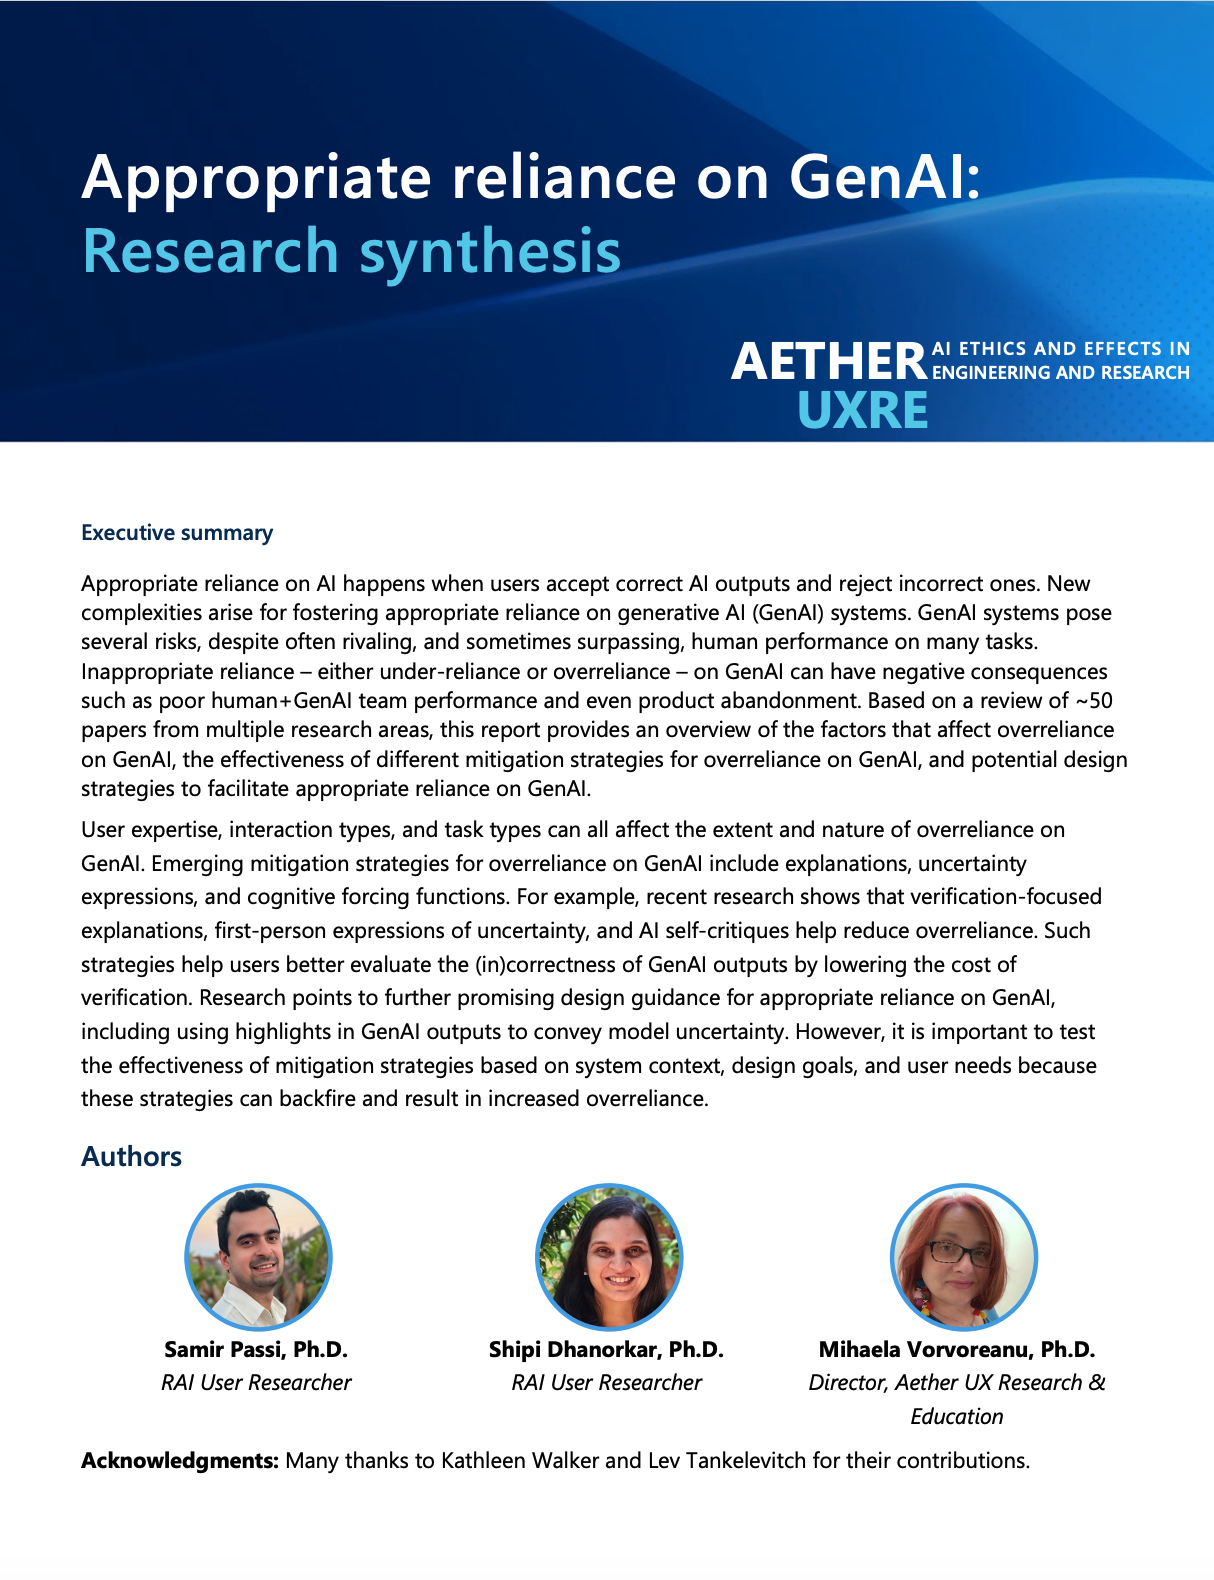 Appropriate reliance on GenAI:
Research synthesis
AETHER AI ETHICS AND EFFECTS IN
ENGINEERING AND RESEARCH
UXRE
Executive summary
Appropriate reliance on AI happens when users accept correct AI outputs and reject incorrect ones. New
complexities arise for fostering appropriate reliance on generative AI (GenAI) systems. GenAI systems pose
several risks, despite often rivaling, and sometimes surpassing, human performance on many tasks.
Inappropriate reliance – either under-reliance or overreliance – on GenAI can have negative consequences
such as poor human+GenAI team performance and even product abandonment. Based on a review of ~50
papers from multiple research areas, this report provides an overview of the factors that affect overreliance
on GenAI, the effectiveness of different mitigation strategies for overreliance on GenAI, and potential design
strategies to facilitate appropriate reliance on GenAI.
User expertise, interaction types, and task types can all affect the extent and nature of overreliance on
GenAI. Emerging mitigation strategies for overreliance on GenAI include explanations, uncertainty
expressions, and cognitive forcing functions. For example, recent research shows that verification-focused
explanations, first-person expressions of uncertainty, and AI self-critiques help reduce overreliance. Such
strategies help users better evaluate the (in)correctness of GenAI outputs by lowering the cost of
verification. Research points to further promising design guidance for appropriate reliance on GenAI,
including using highlights in GenAI outputs to convey model uncertainty. However, it is important to test
the effectiveness of mitigation strategies based on system context, design goals, and user needs because
these strategies can backfire and result in increased overreliance.
Authors
Samir Passi, Ph.D.
RAI User Researcher
Shipi Dhanorkar, Ph.D.
RAI User Researcher
Mihaela Vorvoreanu, Ph.D.
Director, Aether UX Research &
Education
Acknowledgments: Many thanks to Kathleen Walker and Lev Tankelevitch for their contributions.